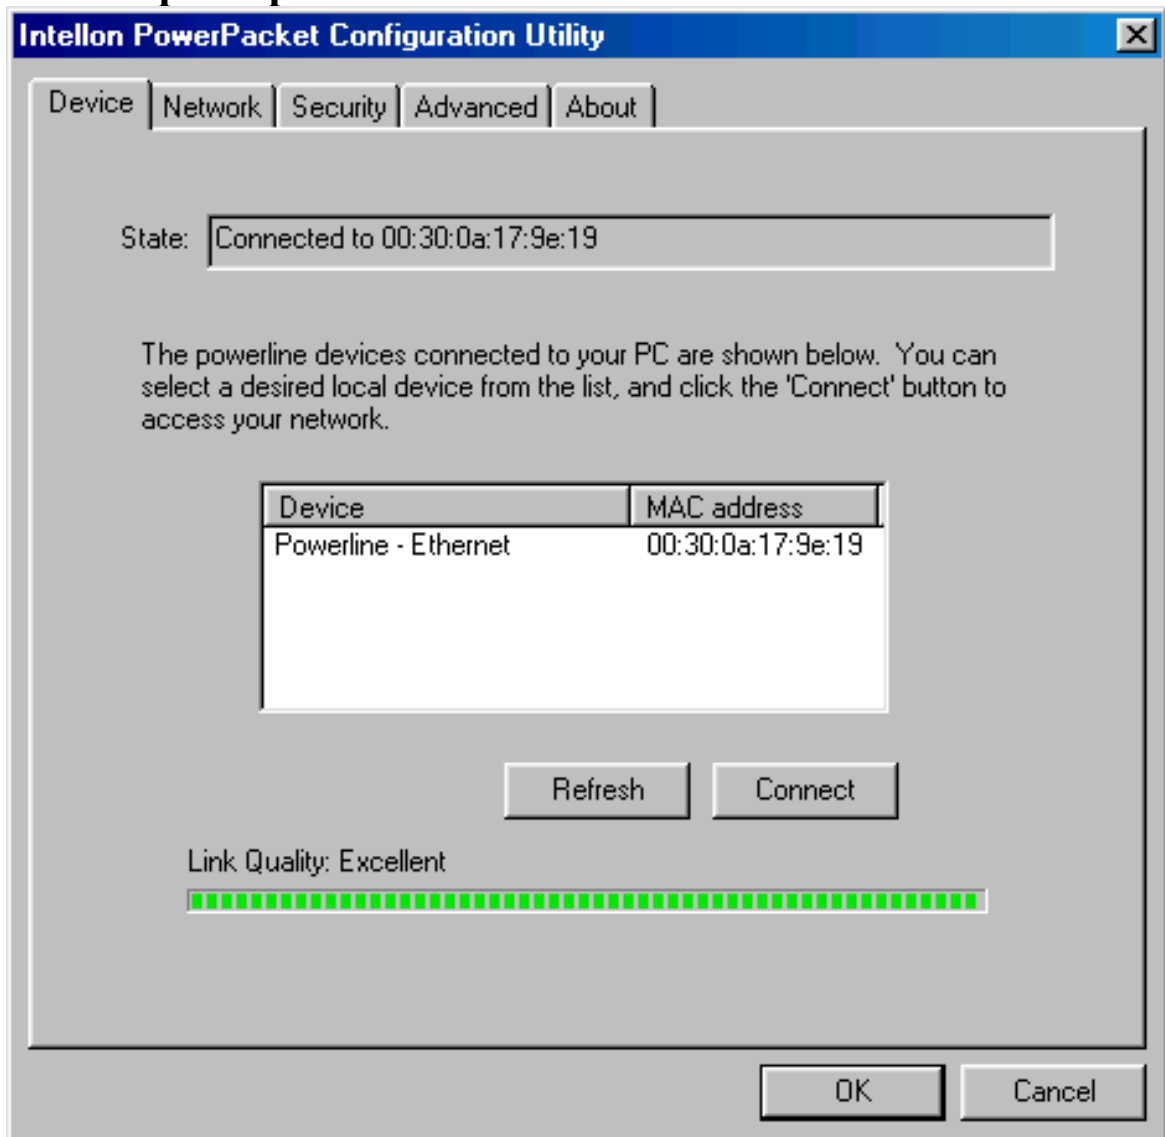 Intellon PowerPacket Configuration Utility
Device Network Security Advanced About
State: Connected to 00:30:0a:17:9e:19
The powerline devices connected to your PC are shown below. You can
select a desired local device from the list, and click the 'Connect' button to
access your network.
Device MAC address
Powerline - Ethernet 00:30:0a:17:9e:19
Refresh Connect
Link Quality: Excellent
OK Cancel